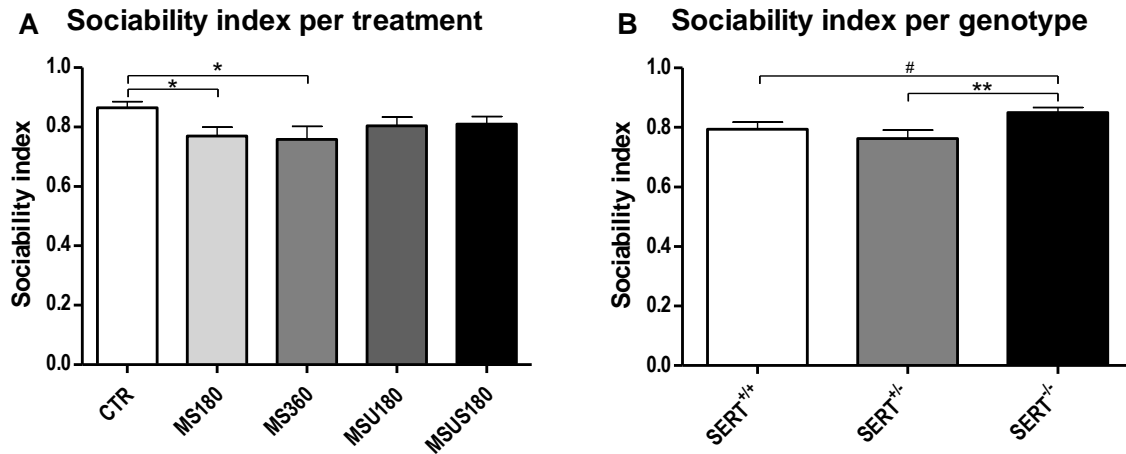 A Sociability index per treatment
Sociability index
1.0
0.8
0.6
0.4
0.2
0.0
*
*
CTR
MS180
MS360
MSU180
MSUS180
B Sociability index per genotype
Sociability index
1.0
0.8
0.6
0.4
0.2
0.0
#
**
SERT+/+
SERT+/-
SERT-/-